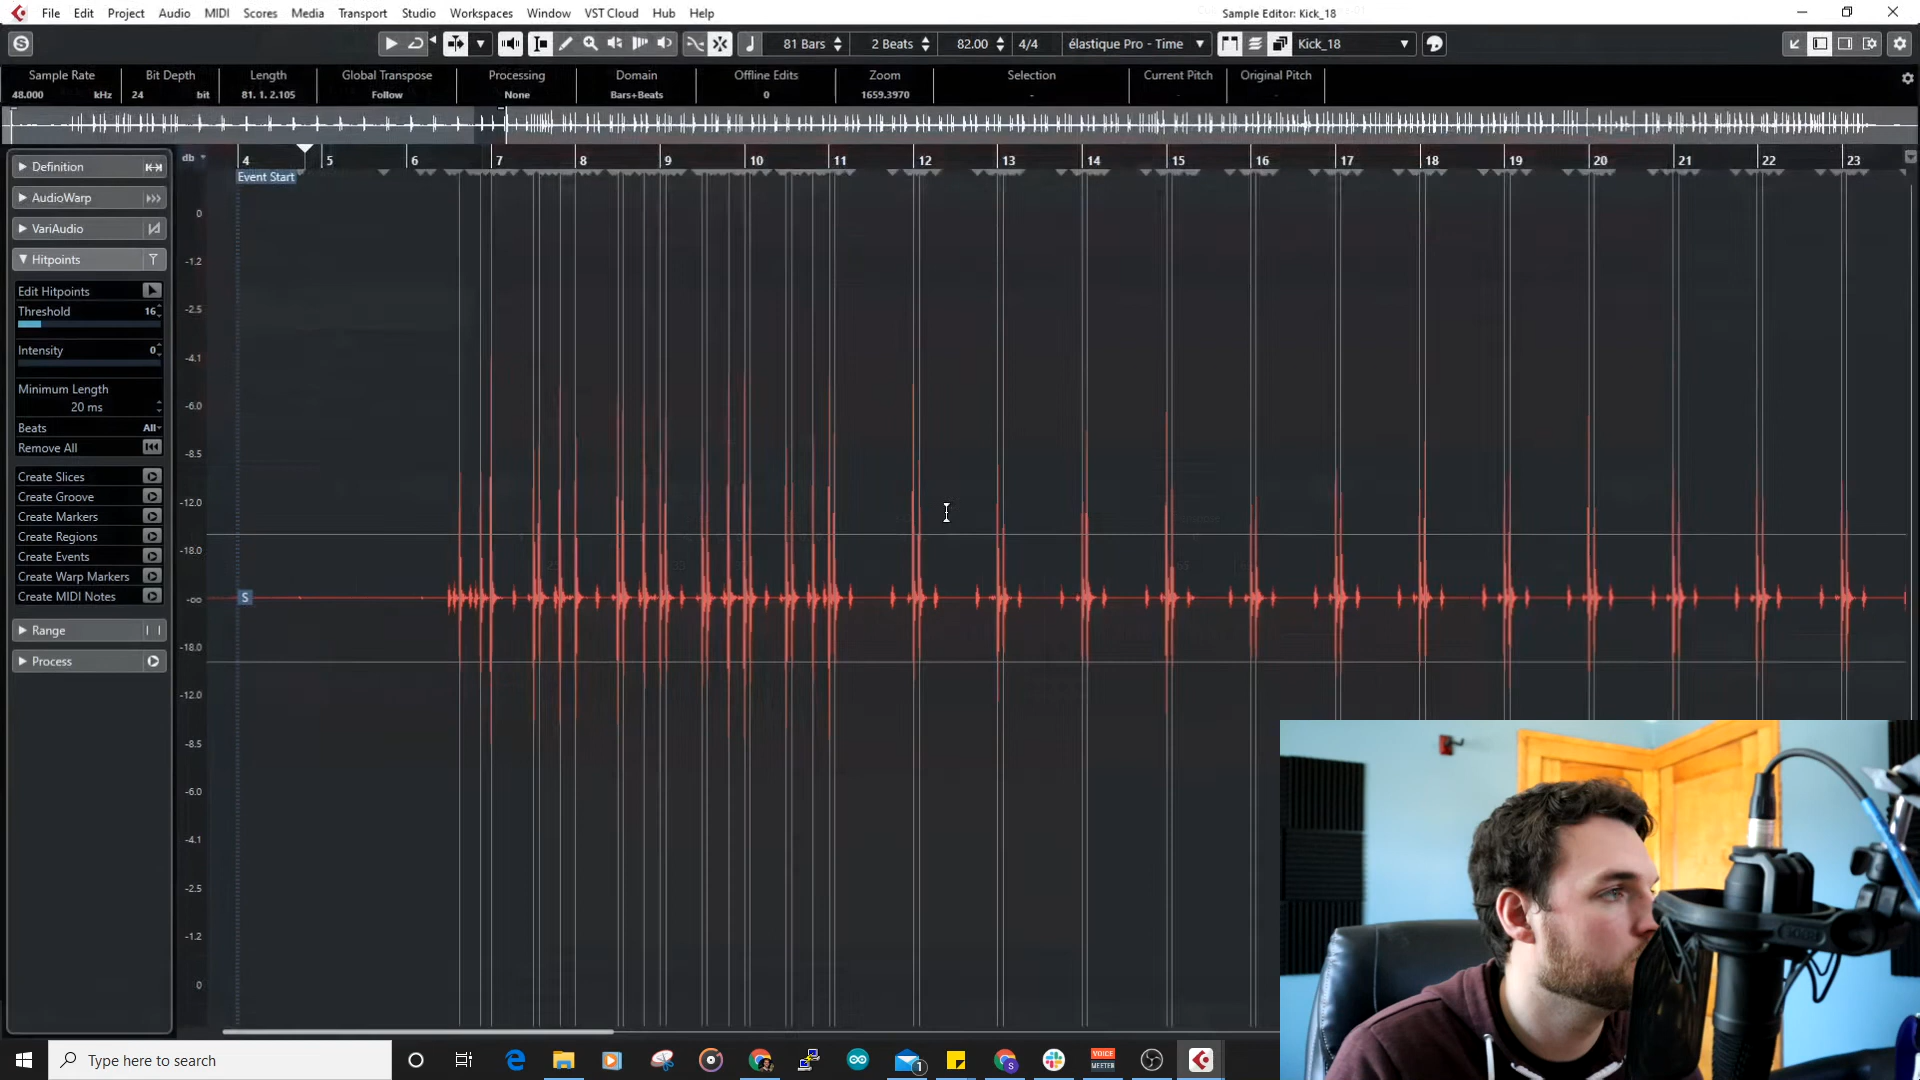 File Edit Project Audio MIDI Scores Media Transport Studio Workspaces Window VST Cloud Hub Help
Sample Editor: Kick_18
81 Bars 2 Beats 82.00 4/4 élastique Pro - Time Kick_18
Sample Rate Bit Depth Length Global Transpose Processing Domain Offline Edits Zoom Selection Current Pitch Original Pitch
48.000 kHz 24 bit 81. 1. 2.105 Follow None Bars+Beats 0 1659.3970 - - -
db 4 5 6 7 8 9 10 11 12 13 14 15 16 17 18 19 20 21 22 23
Event Start
Definition
AudioWarp
VariAudio
Hitpoints
Edit Hitpoints
Threshold 16
Intensity 0
Minimum Length
20 ms
Beats All
Remove All
Create Slices
Create Groove
Create Markers
Create Regions
Create Events
Create Warp Markers
Create MIDI Notes
Range
Process
0
-1.2
-2.5
-4.1
-6.0
-8.5
-12.0
-18.0
-∞
-18.0
-12.0
-8.5
-6.0
-4.1
-2.5
-1.2
0
S
Type here to search
1
S
VOICE
MEETER